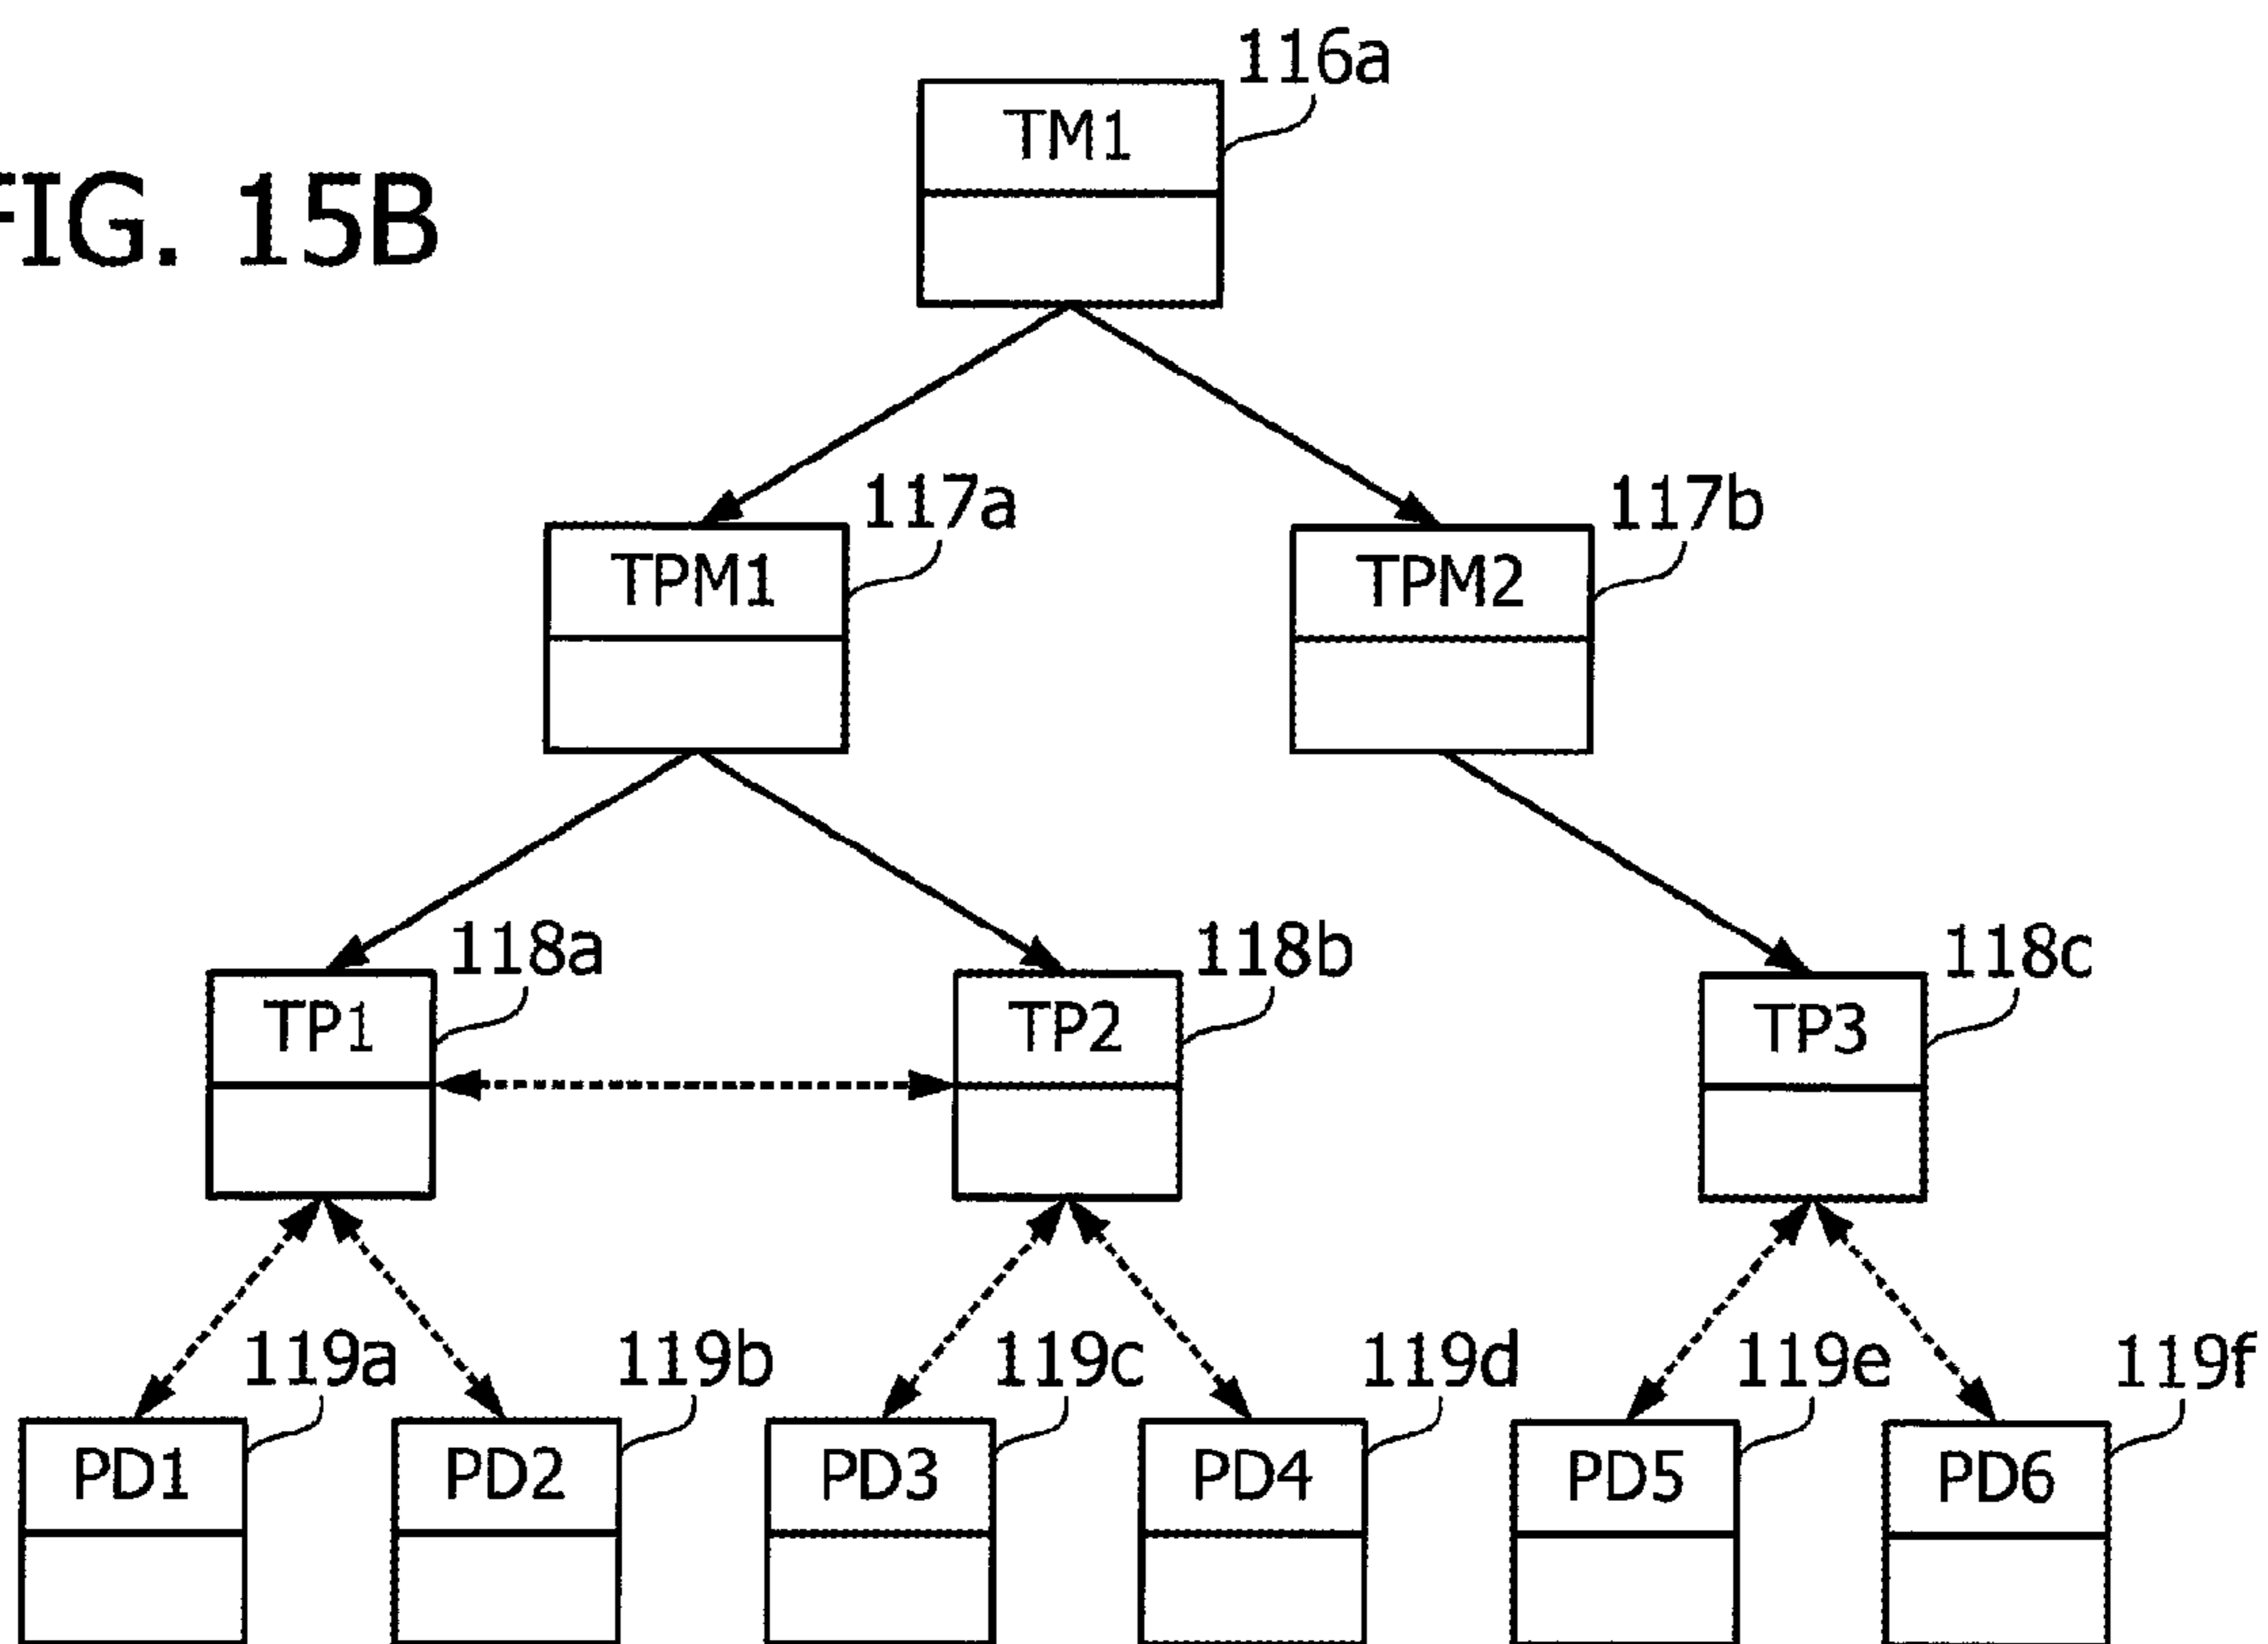 116a
TM1
FIG. 15B
117a
117b
TPM1
TPM2
118a
118b
118c
TP1
TP2
TP3
119a
119b
119c
119d
119e
119f
PD1
PD2
PD3
PD4
PD5
PD6